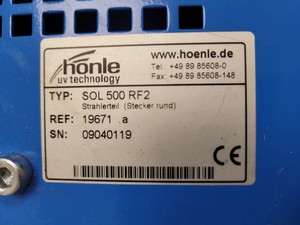 hönle
uv technology
www.hoenle.de
Tel. +49 89 85608-0
Fax +49 89 85608-148
TYP: SOL 500 RF2
Strahlerteil (Stecker rund)
REF: 19671 .a
SN: 09040119
CE